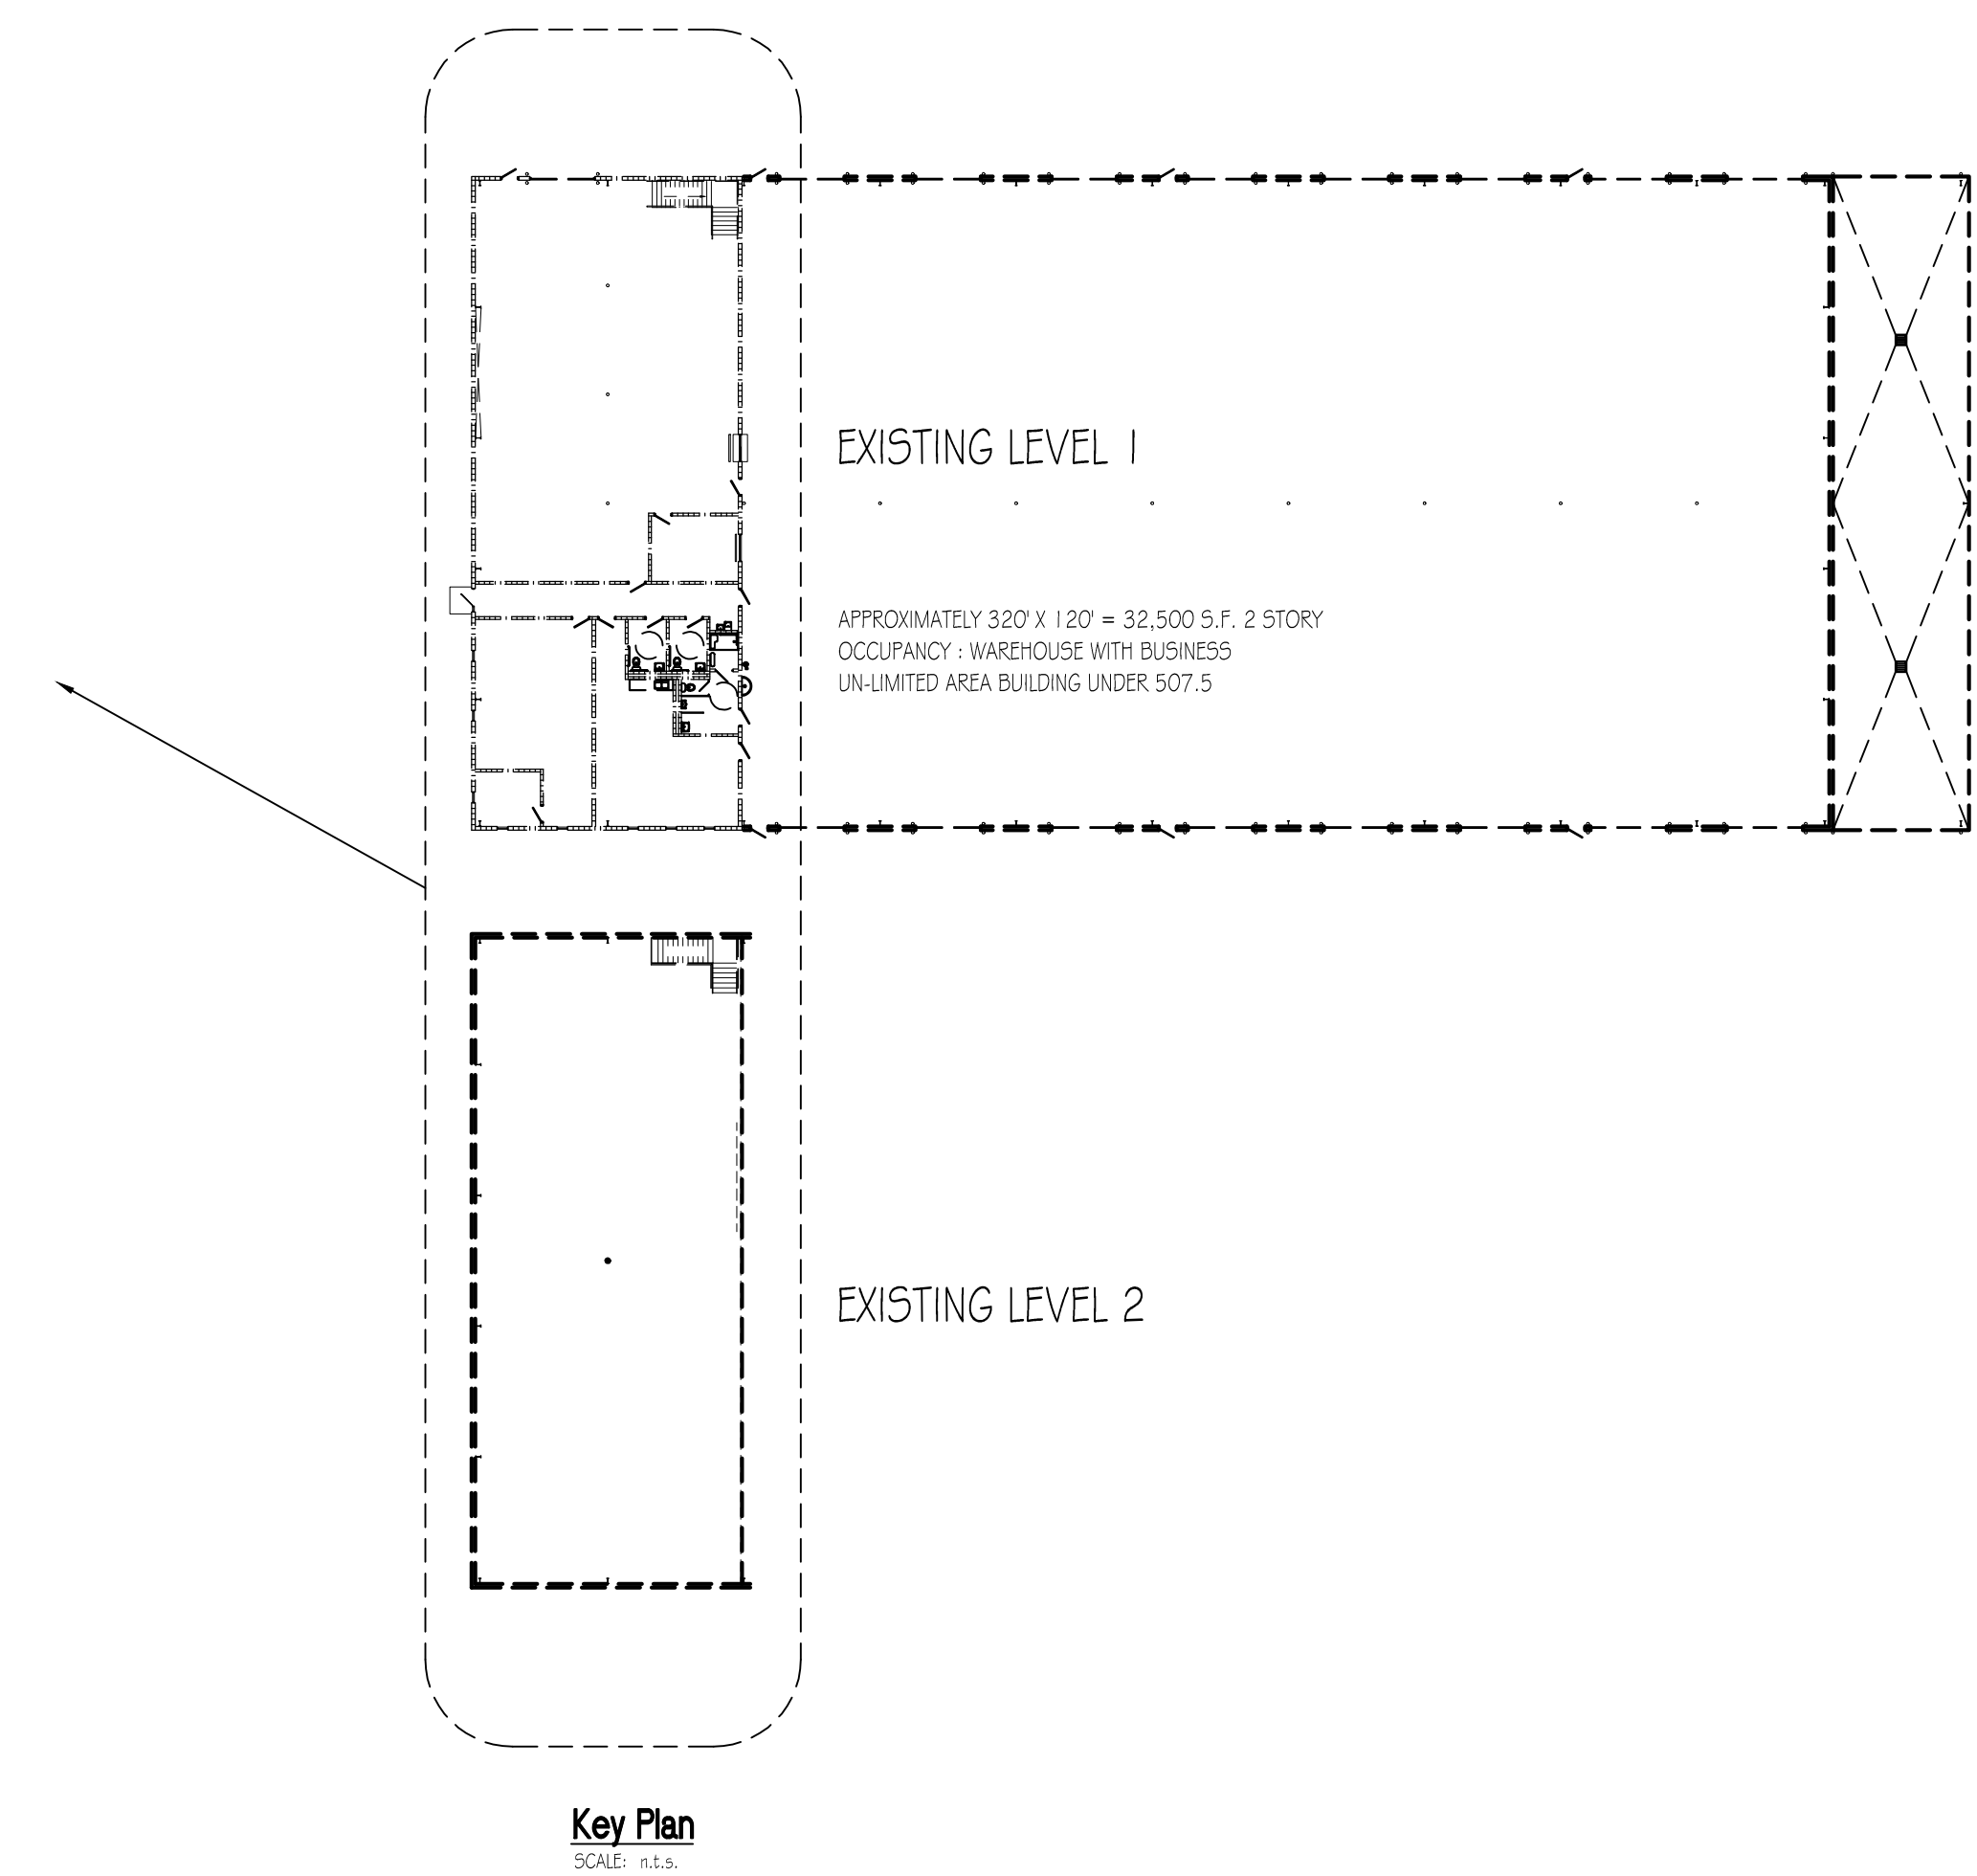 EXISTING LEVEL 1
APPROXIMATELY 320' X 120' = 32,500 S.F. 2 STORY
OCCUPANCY : WAREHOUSE WITH BUSINESS
UN-LIMITED AREA BUILDING UNDER 507.5
EXISTING LEVEL 2
Key Plan
SCALE: n.t.s.